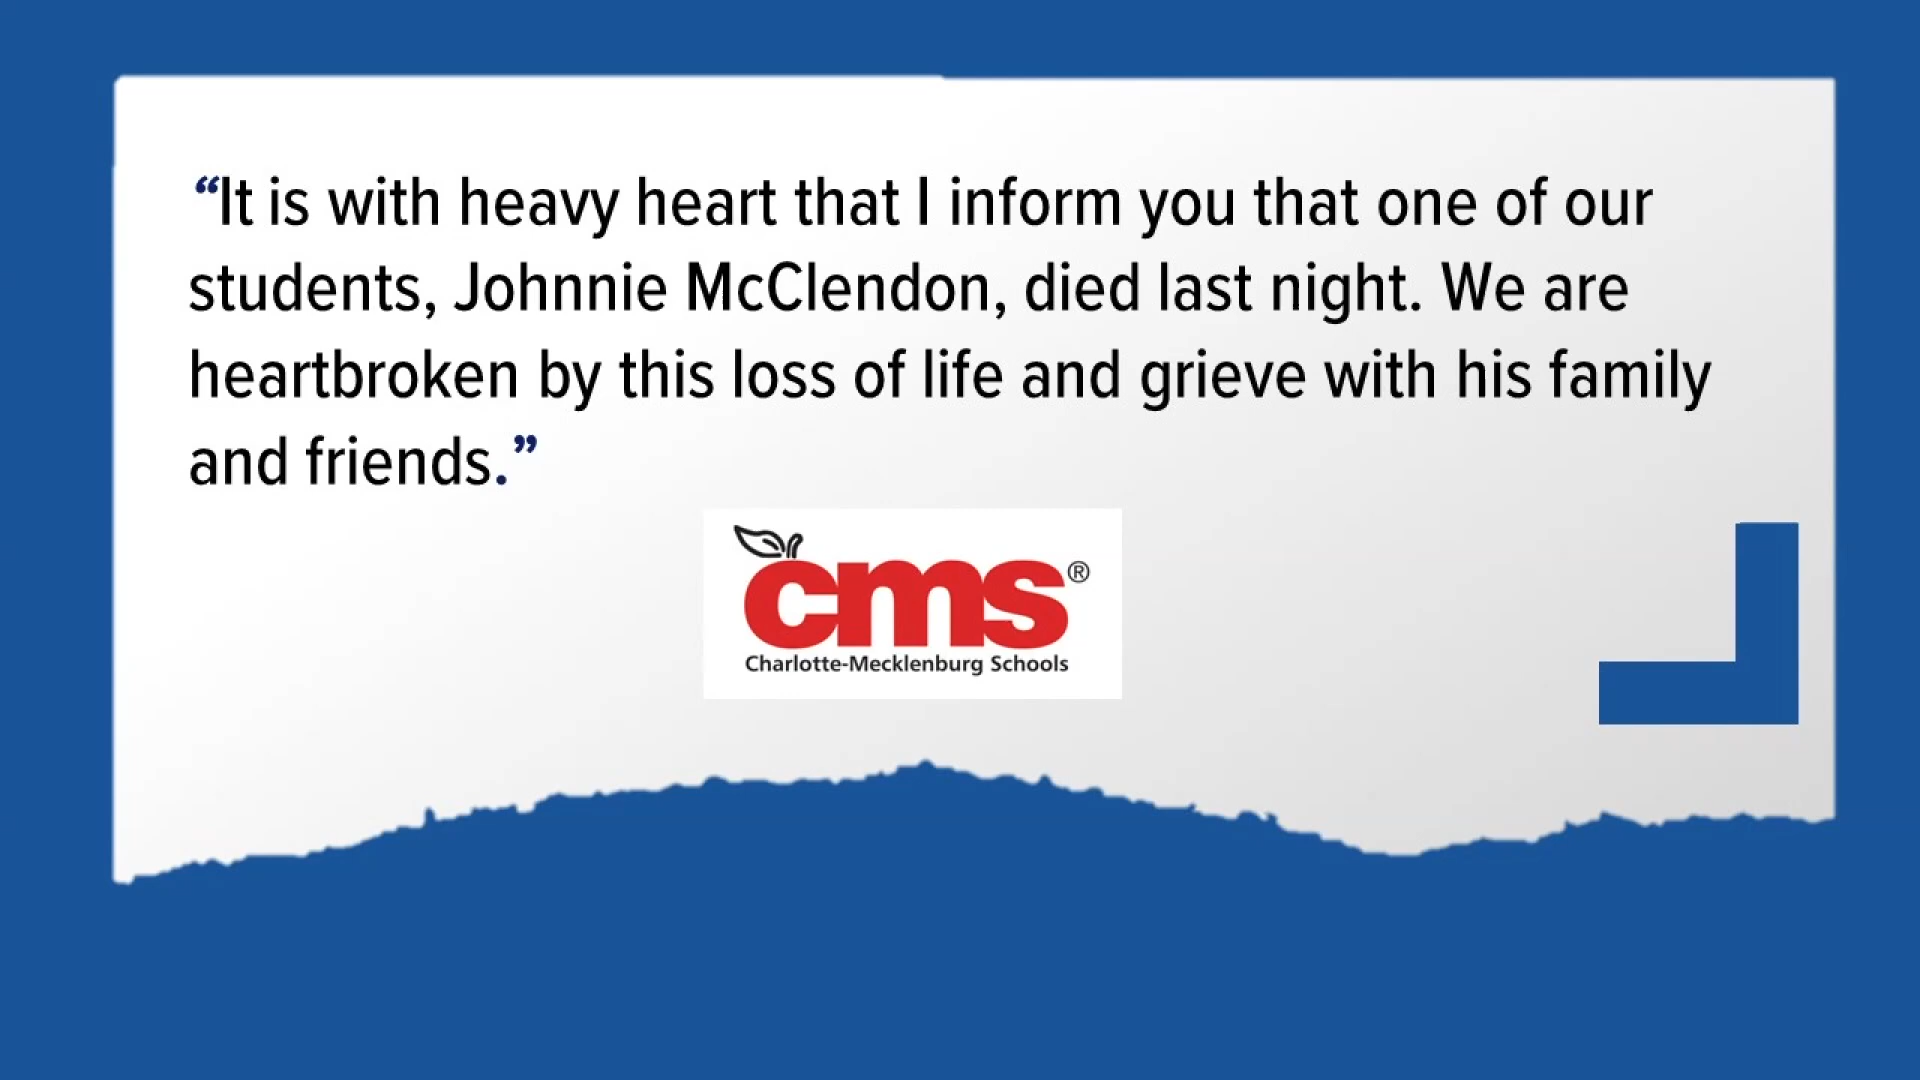 “It is with heavy heart that I inform you that one of our
students, Johnnie McClendon, died last night. We are
heartbroken by this loss of life and grieve with his family
and friends.”
cms®
Charlotte-Mecklenburg Schools